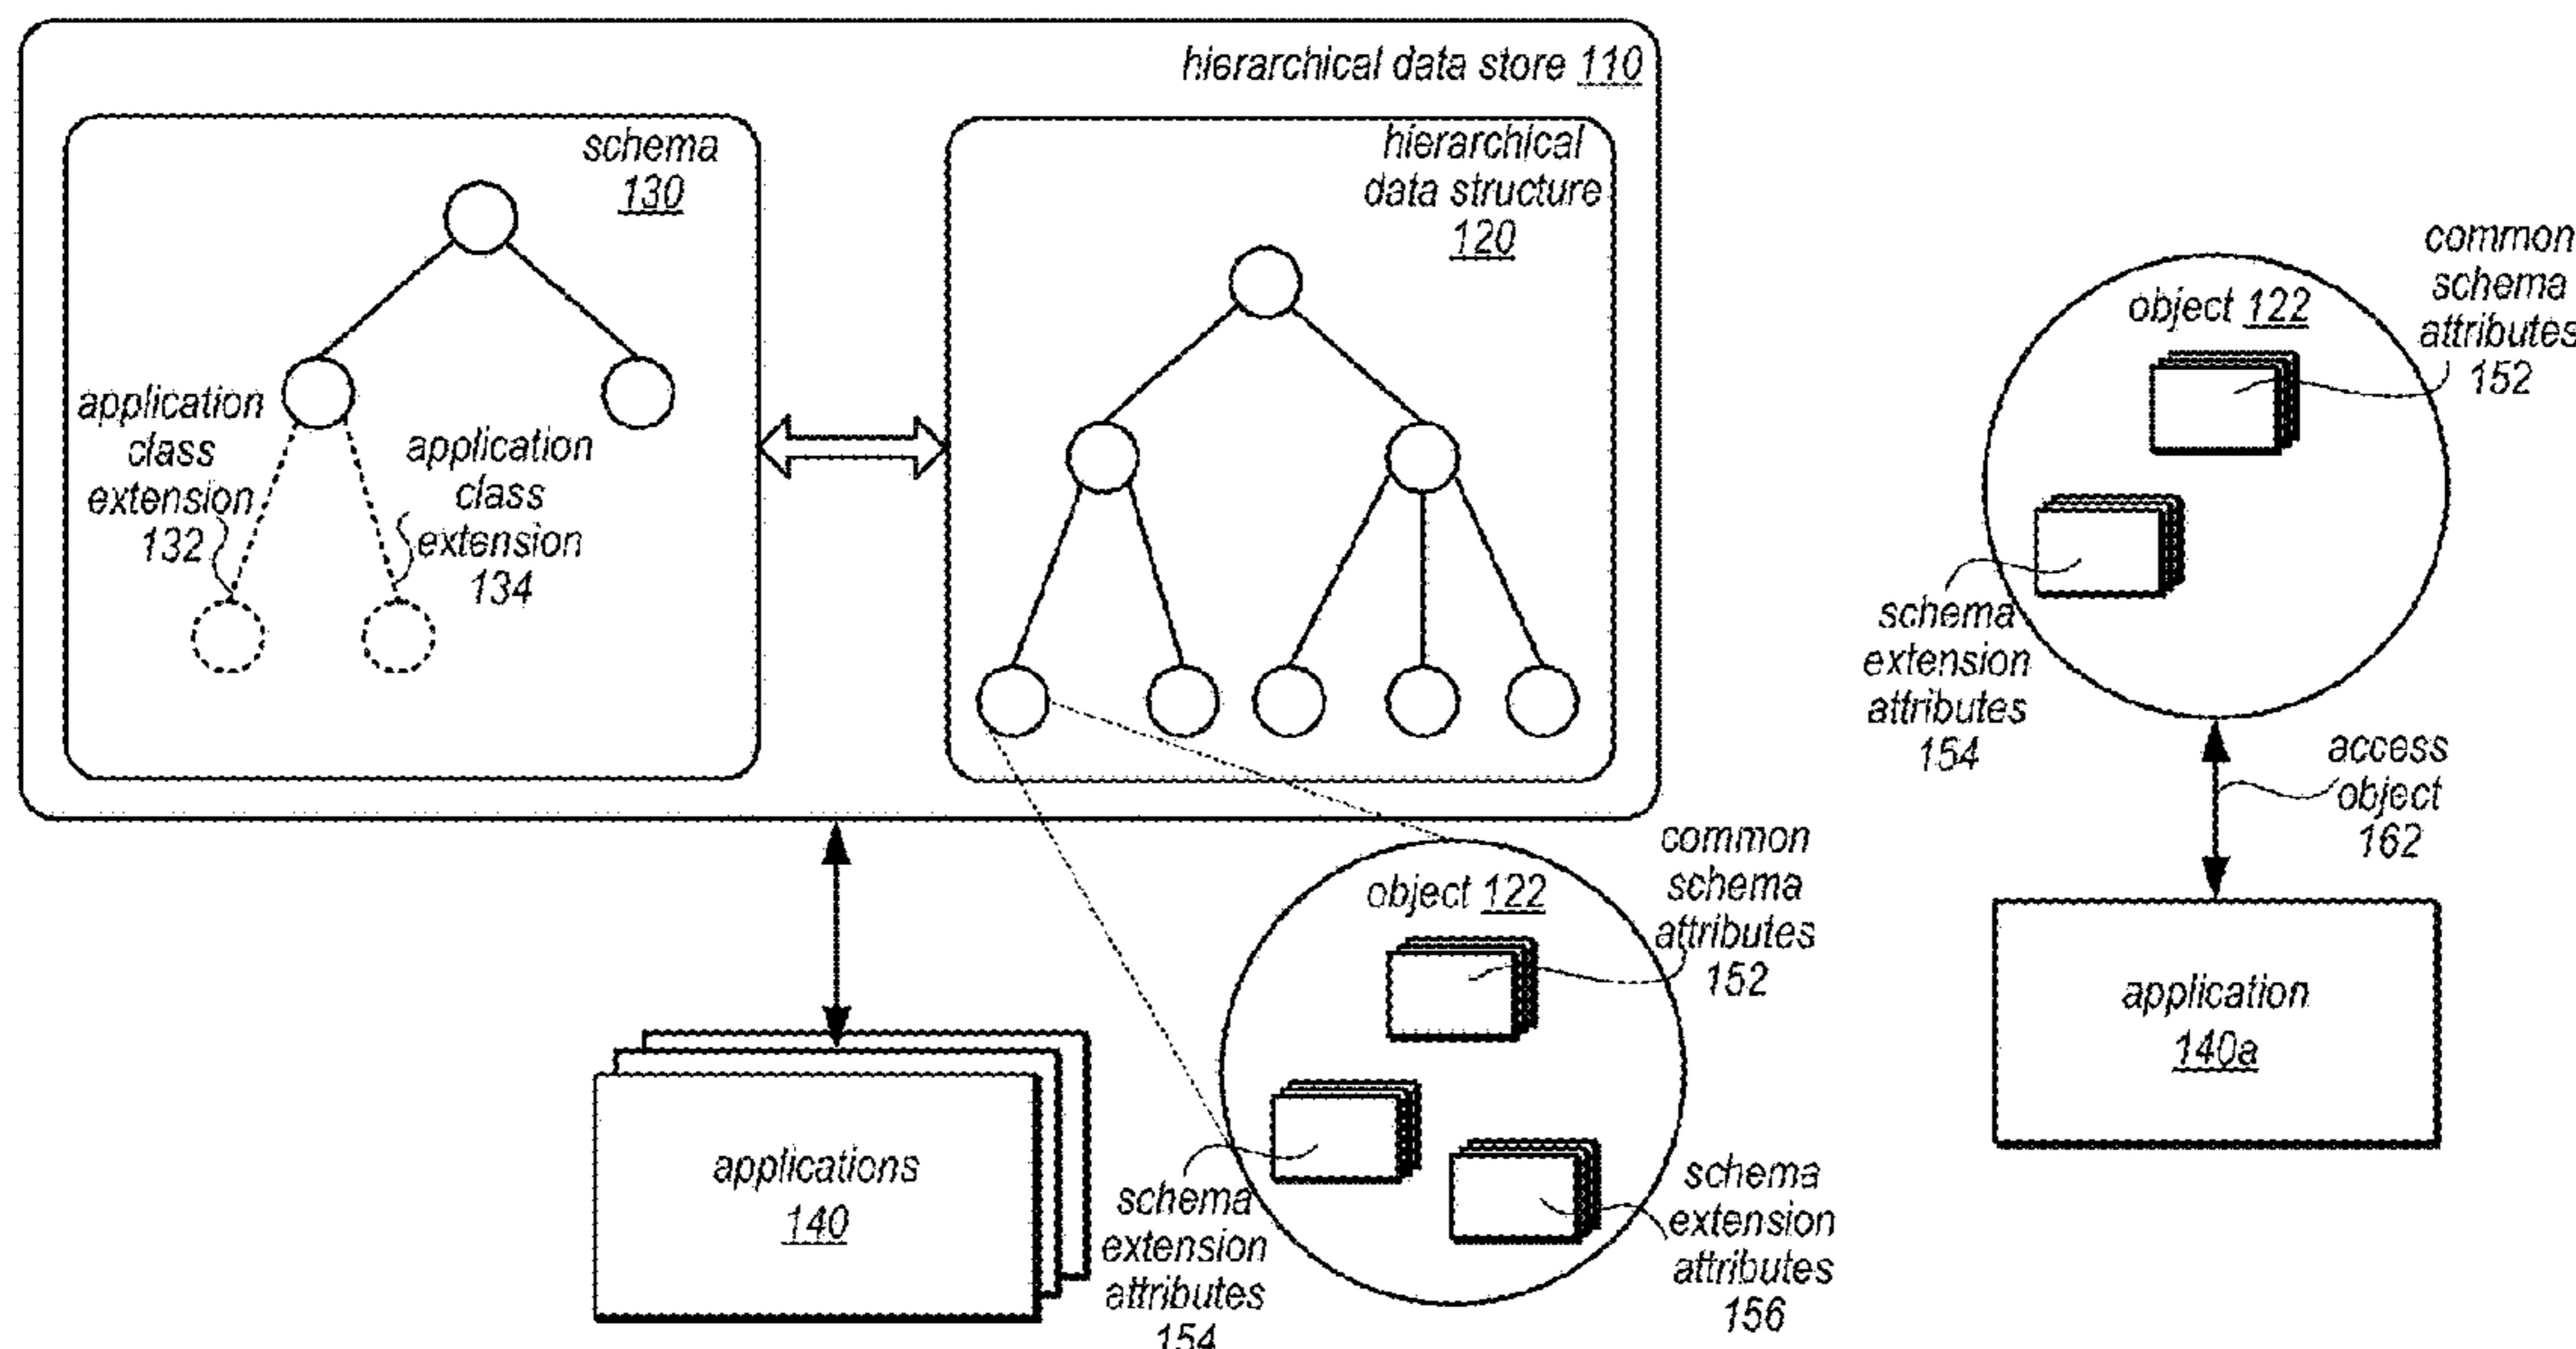 hierarchical data store 110
schema
130
hierarchical
data structure
120
application
class
extension
132
application
class
extension
134
common
schema
attributes
152
object 122
schema
extension
attributes
154
access
object
162
application
140a
common
schema
attributes
152
object 122
schema
extension
attributes
154
schema
extension
attributes
156
applications
140